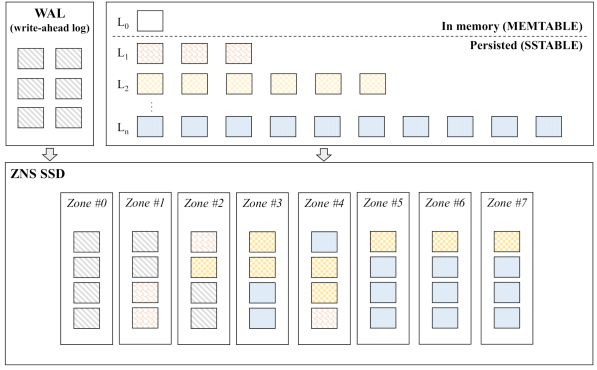 WAL
(write-ahead log)
L0
In memory (MEMTABLE)
Persisted (SSTABLE)
L1
L2
⋮
Ln
ZNS SSD
Zone #0 Zone #1 Zone #2 Zone #3 Zone #4 Zone #5 Zone #6 Zone #7